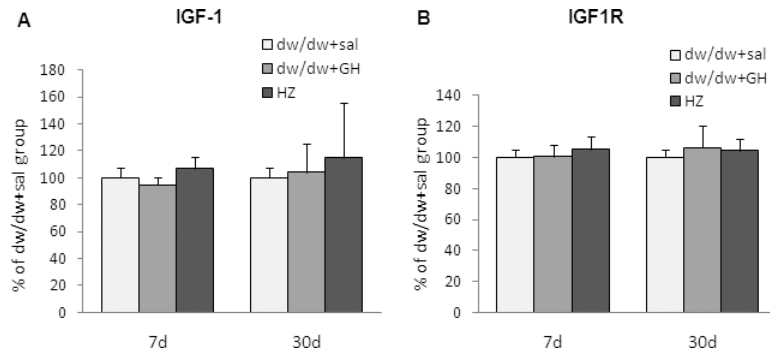 A
IGF-1
dw/dw+sal
dw/dw+GH
HZ
% of dw/dw+sal group
180
160
140
120
100
80
60
40
20
0
7d
30d
B
IGF1R
dw/dw+sal
dw/dw+GH
HZ
% of dw/dw+sal group
140
120
100
80
60
40
20
0
7d
30d